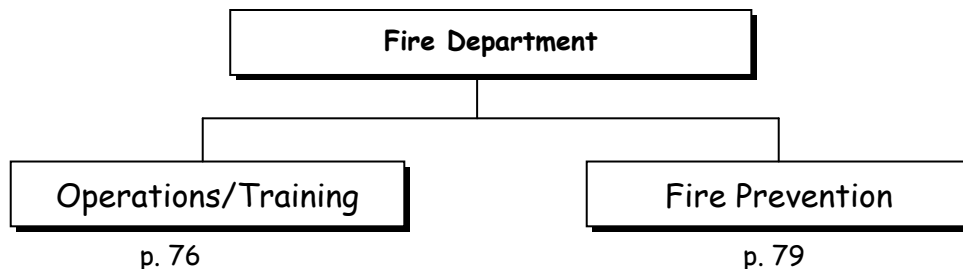 Fire Department
Operations/Training
Fire Prevention
p. 76
p. 79